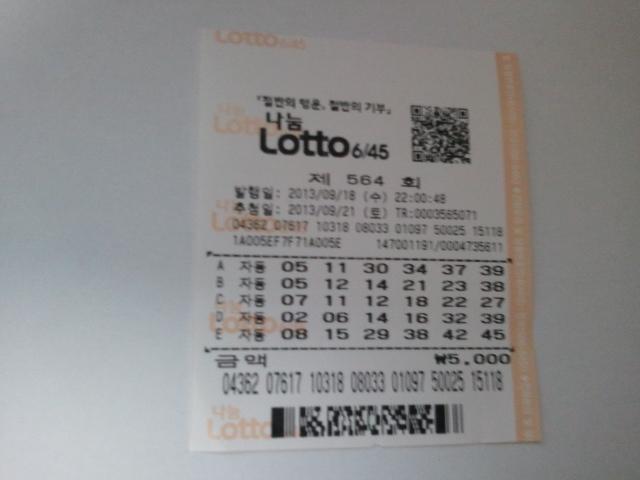 Lotto 6/45
「절반의 행운, 절반의 기부」
나눔
Lotto 6/45
제 564 회
발행일: 2013/09/18 (수) 22:00:48
추첨일: 2013/09/21 (토) TR:0003565071
04362 07617 10318 08033 01097 50025 15118
1A005EF7F71A005E 147001191/0004735611
A 자동 05 11 30 34 37 39
B 자동 05 12 14 21 23 38
C 자동 07 11 12 18 22 27
D 자동 02 06 14 16 32 39
E 자동 08 15 29 38 42 45
금액 ₩5,000
04362 07617 10318 08033 01097 50025 15118
나눔
Lotto